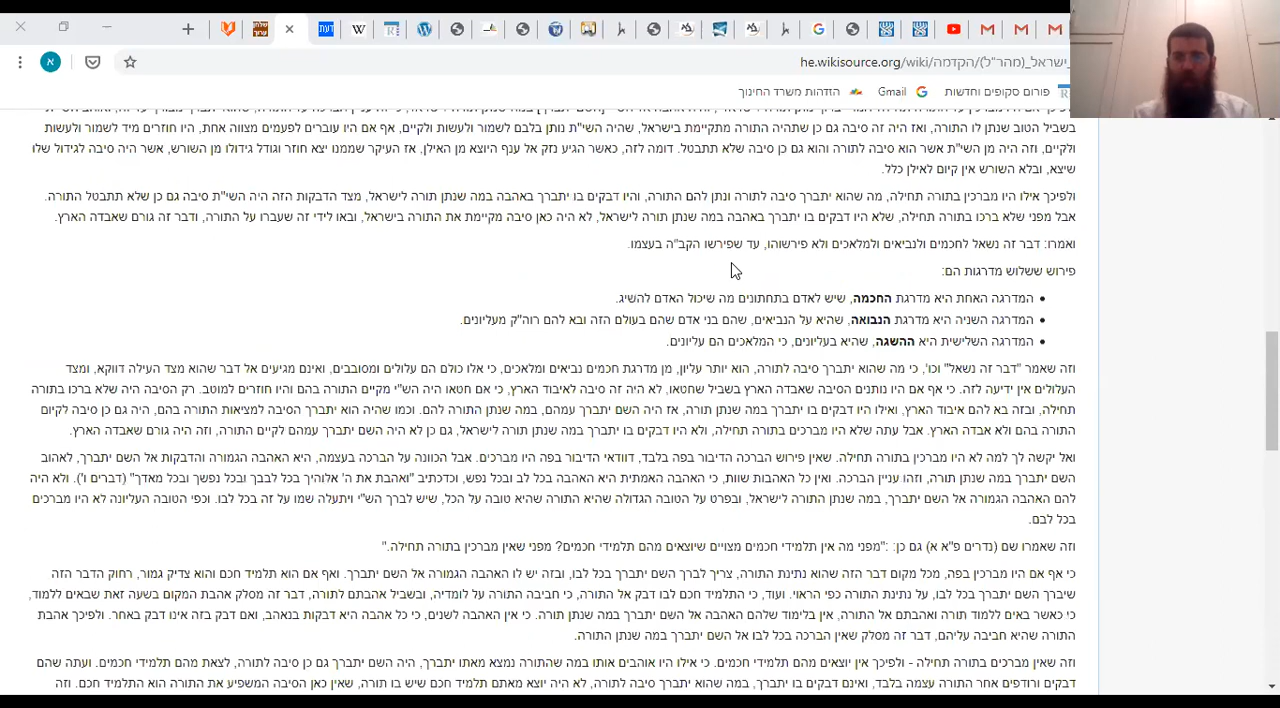 he.wikisource.org/wiki/הקדמה/(מהר"ל)_ישראל_
פורום סקופים וחדשות
Gmail
הזדהות משרד החינוך
בשביל הטוב שנתן לו התורה, ואז היה זה סיבה גם כן שתהיה התורה מתקיימת בישראל, שהיה השי"ת נותן בלבם לשמור ולעשות ולקיים, אף אם היו עוברים לפעמים מצווה אחת, היו חוזרים מיד לשמור ולעשות
ולקיים, וזה היה מן השי"ת אשר הוא סיבה לתורה והוא גם כן סיבה שלא תתבטל. דומה לזה, כאשר הגיע נזק אל ענף היוצא מן האילן, אז העיקר שממנו יצא חוזר ומגדל גידולו מן השורש, אשר היה סיבה לגידול שלו
שיצא, ובלא השורש אין קיום לאילן כלל.
ולפיכך אילו היו מברכין בתורה תחילה, מה שהוא יתברך סיבה לתורה ונתן להם התורה, והיו דבקים בו יתברך באהבה במה שנתן תורה לישראל, מצד הדבקות הזה היה השי"ת סיבה גם כן שלא תתבטל התורה.
אבל מפני שלא ברכו בתורה תחילה, שלא היו דבקים בו יתברך באהבה במה שנתן תורה לישראל, לא היה כאן סיבה מקיימת את התורה בישראל, ובאו לידי זה שעברו על התורה, ודבר זה גורם שאבדה הארץ.
ואמרו: דבר זה נשאל לחכמים ולנביאים ולמלאכים ולא פירשוהו, עד שפירשו הקב"ה בעצמו.
פירוש ששלוש מדרגות הם:
• המדרגה האחת היא מדרגת החכמה, שיש לאדם בתחתונים מה שיכול האדם להשיג.
• המדרגה השניה היא מדרגת הנבואה, שהיא על הנביאים, שהם בני אדם שהם בעולם הזה ובא להם רוה"ק מעליונים.
• המדרגה השלישית היא ההשגה, שהיא בעליונים, כי המלאכים הם עליונים.
וזה שאמר "דבר זה נשאל" וכו', כי מה שהוא יתברך סיבה לתורה, הוא יותר עליון, מן מדרגת חכמים נביאים ומלאכים, כי אלו כולם הם עלולים ומסובבים, ואינם מגיעים אל דבר שהוא מצד העילה דווקא, ומצד
העלולים אין ידיעה לזה. כי אף אם היו נותנים הסיבה שאבדה הארץ בשביל שחטאו, לא היה זה סיבה לאיבוד הארץ, כי אם חטאו היה הש"י מקיים התורה בהם והיו חוזרים למוטב. רק הסיבה היה שלא ברכו בתורה
תחילה, ובזה בא להם איבוד הארץ, ואילו היו דבקים בו יתברך במה שנתן תורה, אז היה השם יתברך עמהם, במה שנתן התורה להם. וכמו שהיה הוא יתברך הסיבה למציאות התורה בהם, היה גם כן סיבה לקיום
התורה בהם ולא אבדה הארץ. אבל עתה שלא היו מברכים בתורה תחילה, ולא היו דבקים בו יתברך במה שנתן תורה לישראל, גם כן לא היה השם יתברך עמהם לקיים התורה, וזה היה גורם שאבדה הארץ.
ואל יקשה לך למה לא היו מברכין בתורה תחילה. שאין פירוש הברכה הדיבור בפה בלבד, דוודאי הדיבור בפה היו מברכים. אבל הכוונה על הברכה בעצמה, היא האהבה הגמורה והדבקות אל השם יתברך, לאהוב
השם יתברך במה שנתן תורה, וזהו עניין הברכה. ואין כל האהבות שוות, כי האהבה האמתית היא האהבה בכל לב ובכל נפש, וכדכתיב "ואהבת את ה' אלוהיך בכל לבבך ובכל נפשך ובכל מאדך" (דברים ו'). ולא היה
להם האהבה הגמורה אל השם יתברך, במה שנתן התורה לישראל, ובפרט על הטובה הגדולה שהיא התורה שהיא טובה על הכל, שיש לברך הש"י ויתעלה שמו על זה בכל לבו. וכפי הטובה העליונה לא היו מברכים
בכל לבם.
וזה שאמרו שם (נדרים פ"א א) גם כן: :"מפני מה אין תלמידי חכמים מצויים שיוצאים מהם תלמידי חכמים? מפני שאין מברכין בתורה תחילה."
כי אף אם היו מברכין בפה, מכל מקום דבר הזה שהוא נתינת התורה, צריך לברך השם יתברך בכל לבו, ובזה יש לו האהבה הגמורה אל השם יתברך. ואף אם הוא תלמיד חכם והוא צדיק גמור, רחוק הדבר הזה
שיברך השם יתברך בכל לבו, על נתינת התורה כפי הראוי. ועוד, כי התלמיד חכם לבו דבק אל התורה, כי חביבה התורה על לומדיה, ובשביל אהבתם לתורה, דבר זה מסלק אהבת המקום בשעה זאת שבאים ללמוד,
כי כאשר באים ללמוד תורה ואהבתם אל התורה, אין בלימוד שלהם האהבה אל השם יתברך במה שנתן תורה. כי אין האהבה לשנים, כי כל אהבה היא דבקות בנאהב, ואם דבק בזה אינו דבק באחר. ולפיכך אהבת
התורה שהיא חביבה עליהם, דבר זה מסלק שאין הברכה בכל לבו אל השם יתברך במה שנתן התורה.
וזה שאין מברכים בתורה תחילה - ולפיכך אין יוצאים מהם תלמידי חכמים. כי אילו היו אוהבים אותו במה שהתורה נמצא מאתו יתברך, היה השם יתברך גם כן סיבה לתורה, לצאת מהם תלמידי חכמים. ועתה שהם
דבקים ורודפים אחר התורה עצמה בלבד, ואינם דבקים בו יתברך, במה שהוא יתברך סיבה לתורה, לא היה יוצא מאתם תלמיד חכם שיש בו תורה, שאין כאן הסיבה המשפיע את התורה הוא התלמיד חכם. וזה